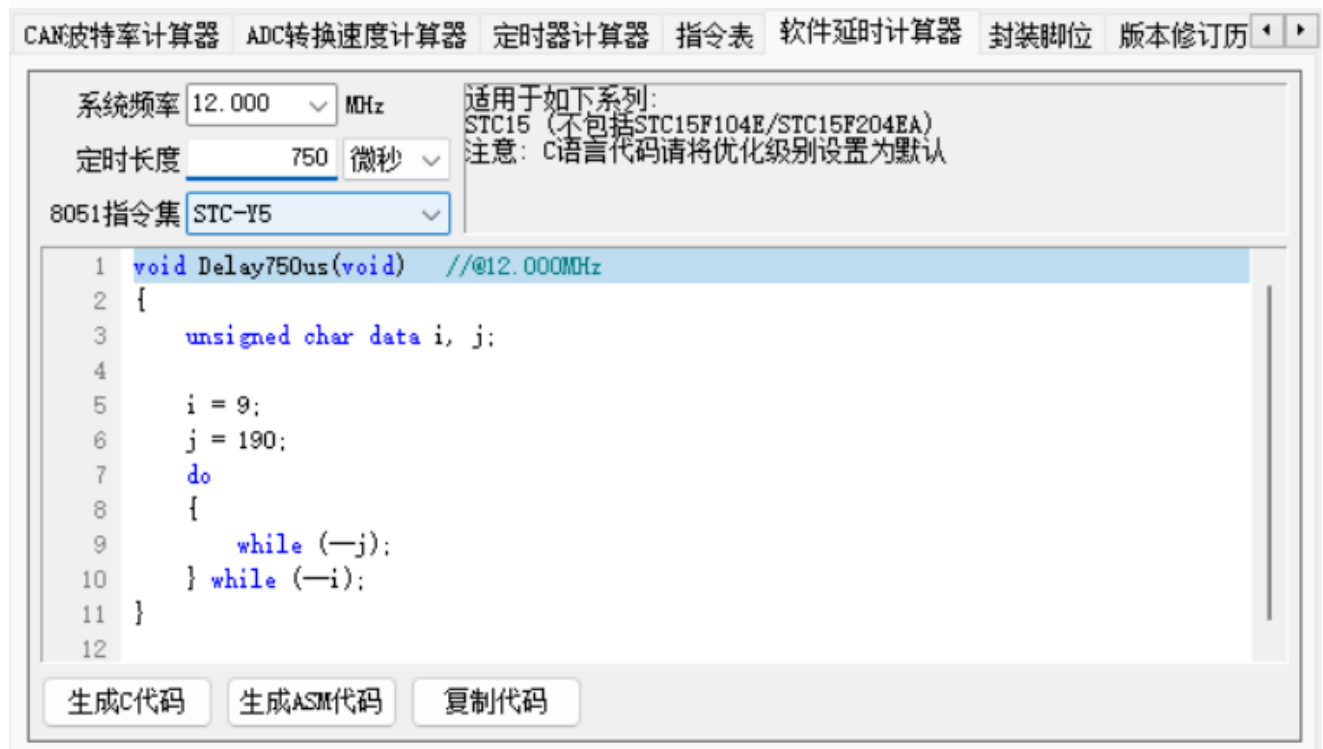 CAN波特率计算器 ADC转换速度计算器 定时器计算器 指令表 软件延时计算器 封装脚位 版本修订历
系统频率 12.000 MHz
定时长度 750 微秒
8051指令集 STC-Y5
适用于如下系列:
STC15 (不包括STC15F104E/STC15F204EA)
注意: C语言代码请将优化级别设置为默认
1 void Delay750us(void) //@12.000MHz
2 {
3 unsigned char data i, j;
4
5 i = 9;
6 j = 190;
7 do
8 {
9 while (--j);
10 } while (--i);
11 }
12
生成C代码 生成ASM代码 复制代码